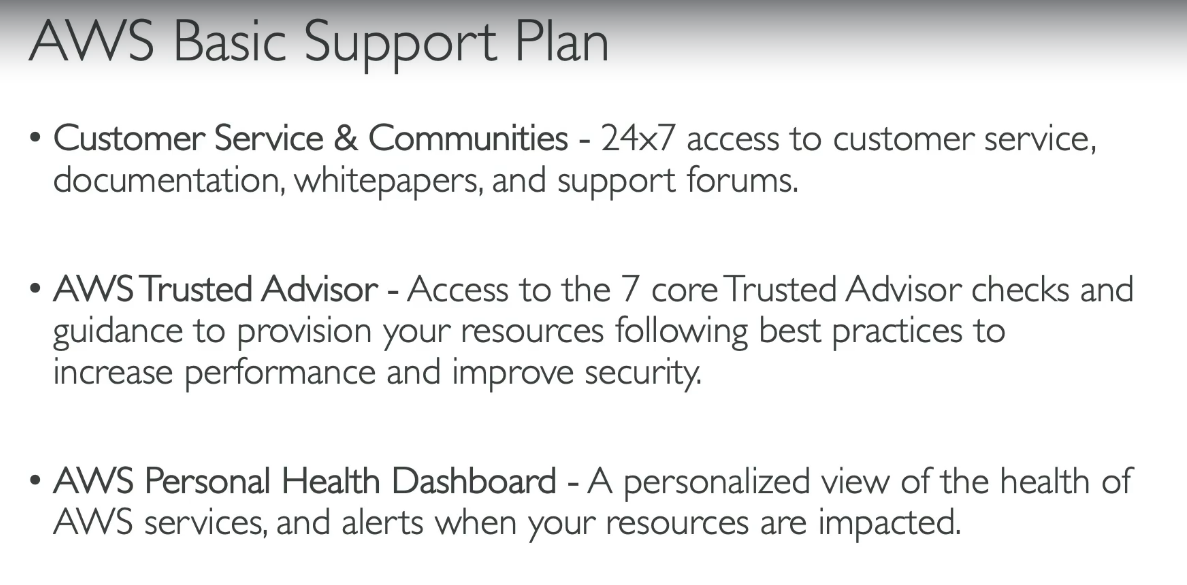 AWS Basic Support Plan
• Customer Service & Communities - 24x7 access to customer service,
documentation, whitepapers, and support forums.
• AWS Trusted Advisor - Access to the 7 core Trusted Advisor checks and
guidance to provision your resources following best practices to
increase performance and improve security.
• AWS Personal Health Dashboard - A personalized view of the health of
AWS services, and alerts when your resources are impacted.